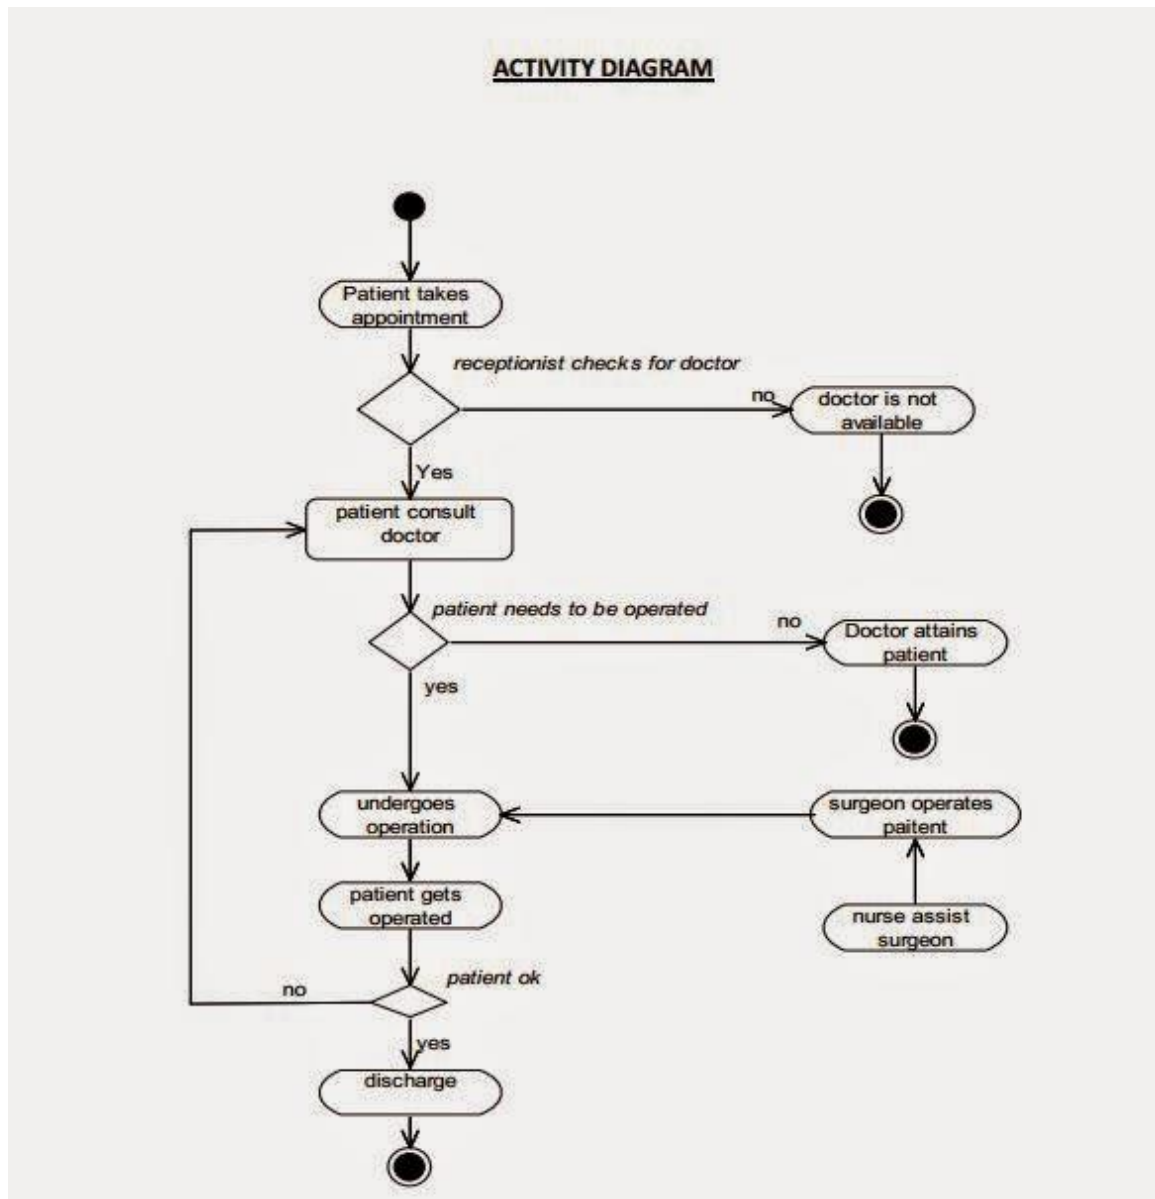 ACTIVITY DIAGRAM
Patient takes
appointment
receptionist checks for doctor
no
doctor is not
available
Yes
patient consult
doctor
patient needs to be operated
no
Doctor attains
patient
yes
undergoes
operation
surgeon operates
paitent
patient gets
operated
nurse assist
surgeon
patient ok
no
yes
discharge